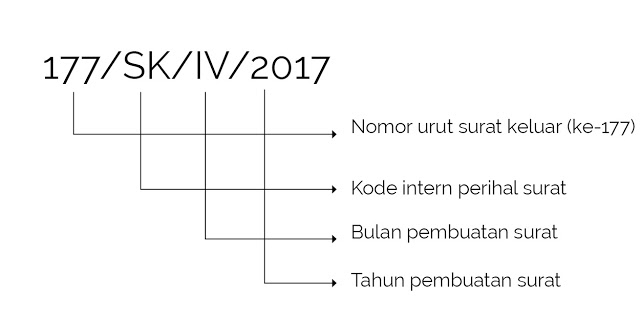 177/SK/IV/2017
Nomor urut surat keluar (ke-177)
Kode intern perihal surat
Bulan pembuatan surat
Tahun pembuatan surat